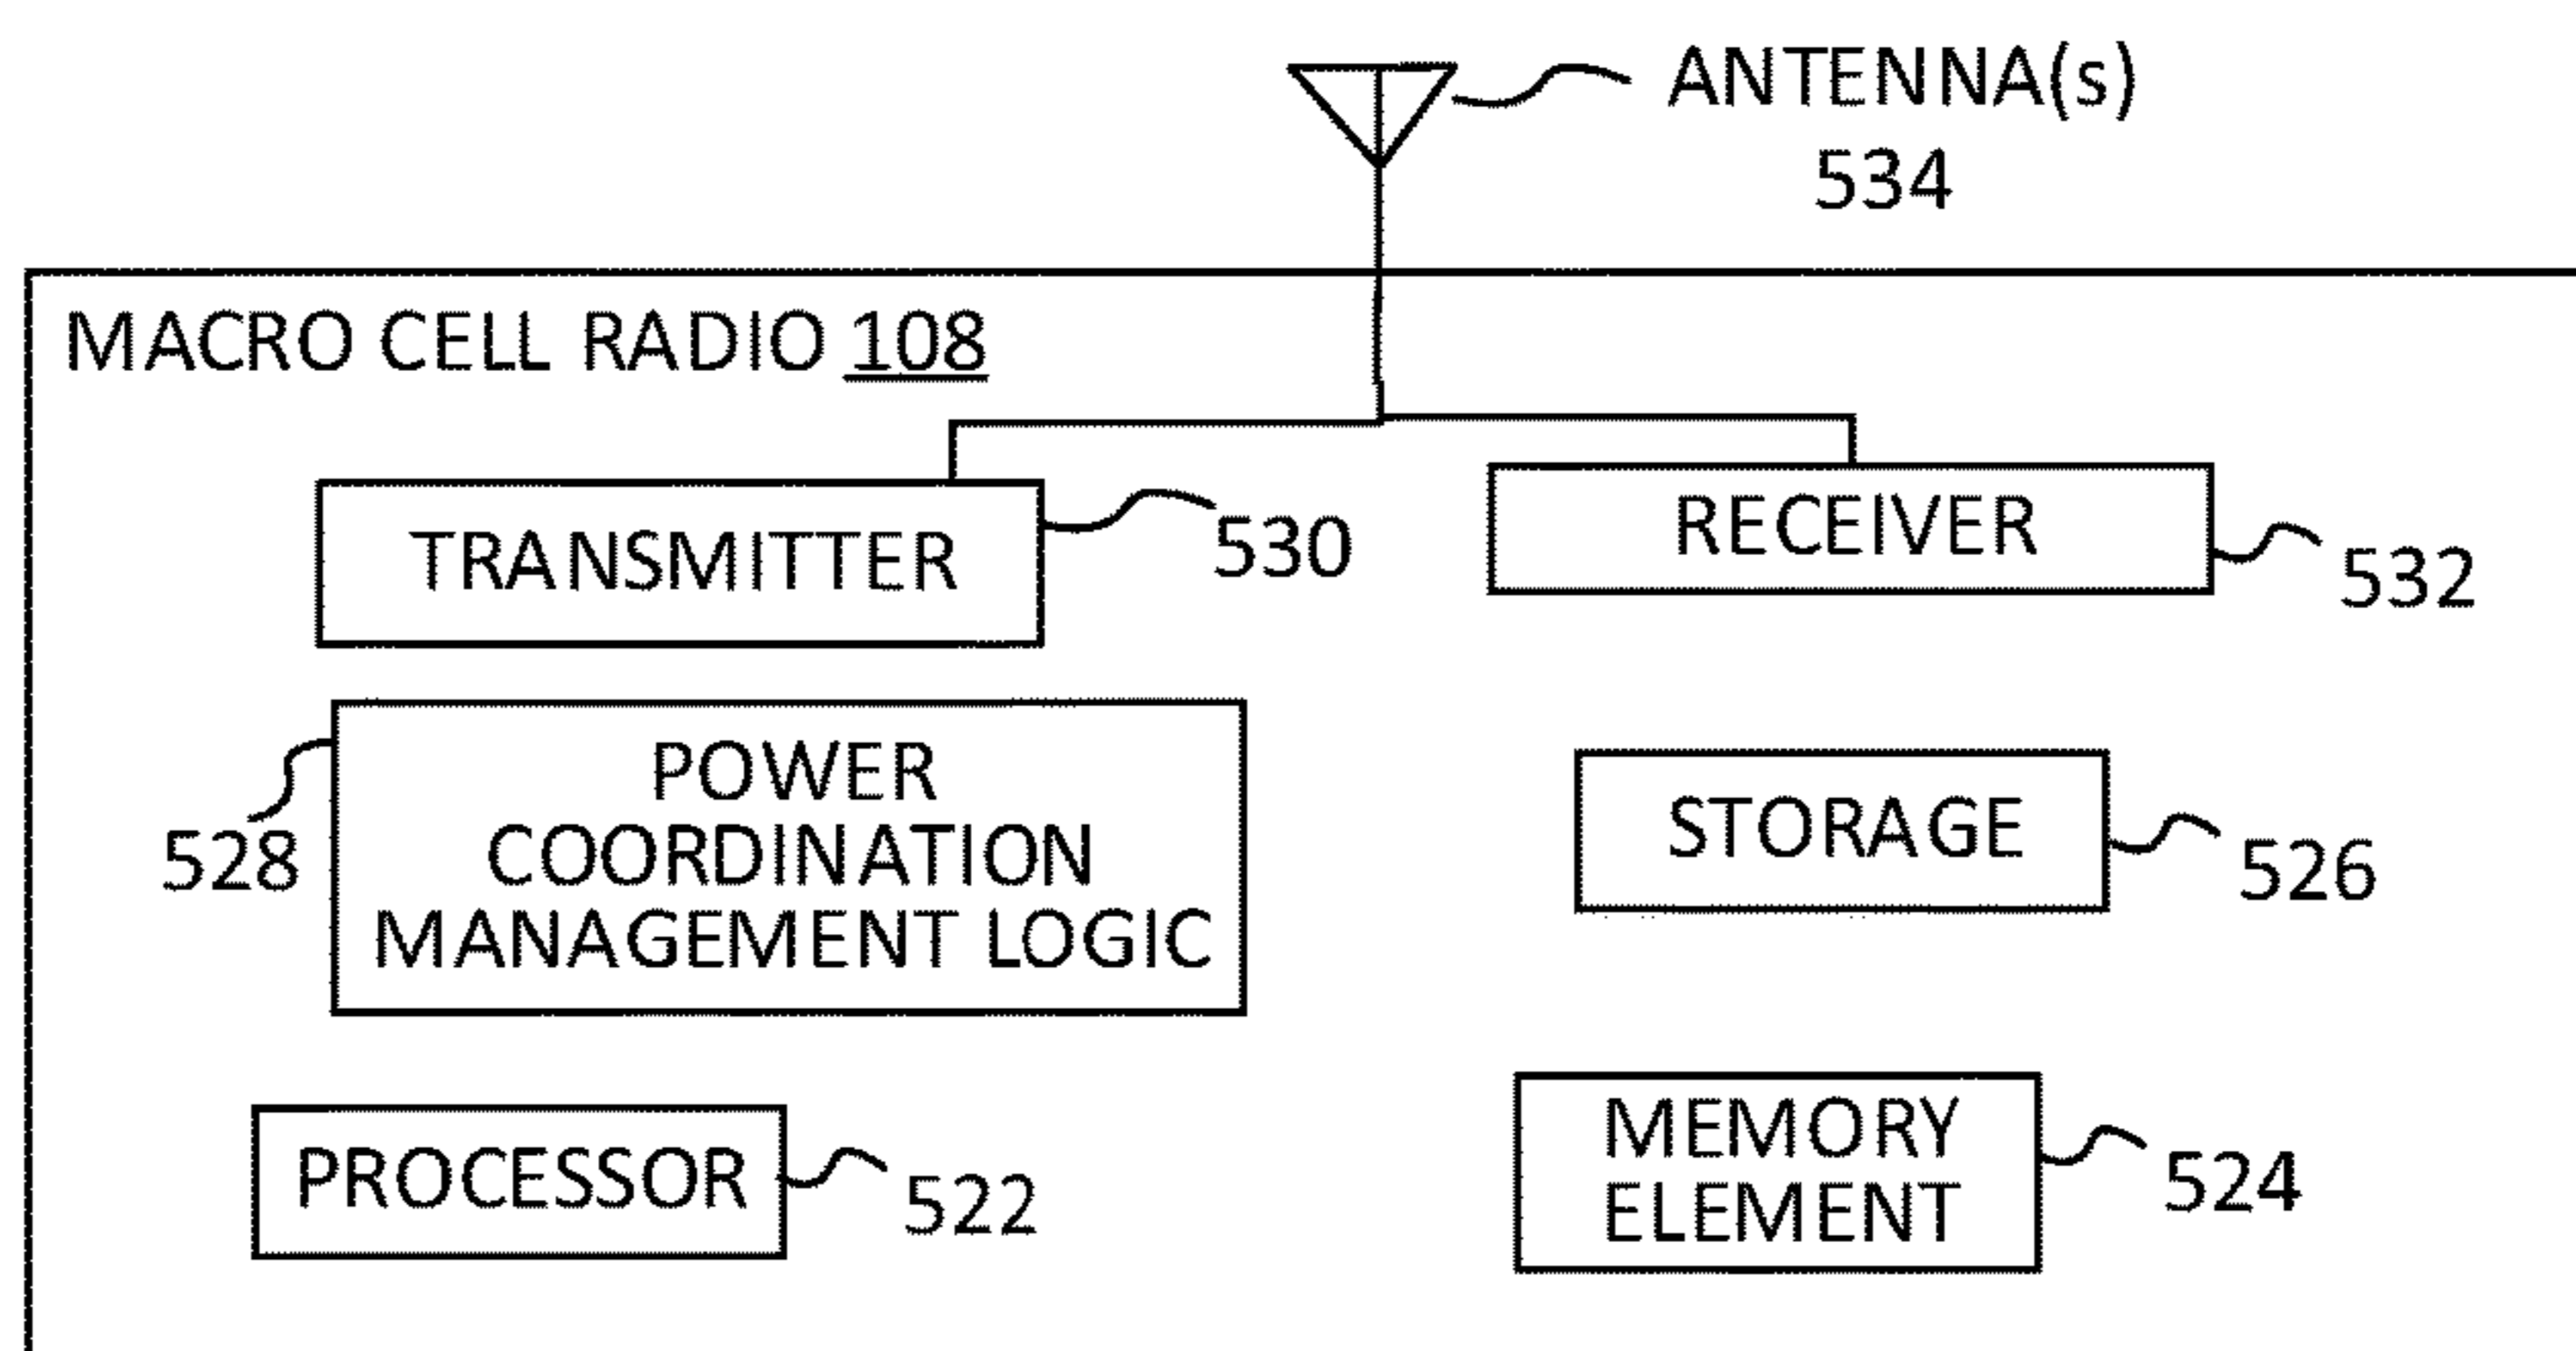 ANTENNA(s)
534
MACRO CELL RADIO 108
TRANSMITTER
530
RECEIVER
532
POWER
COORDINATION
MANAGEMENT LOGIC
528
STORAGE
526
PROCESSOR
522
MEMORY
ELEMENT
524